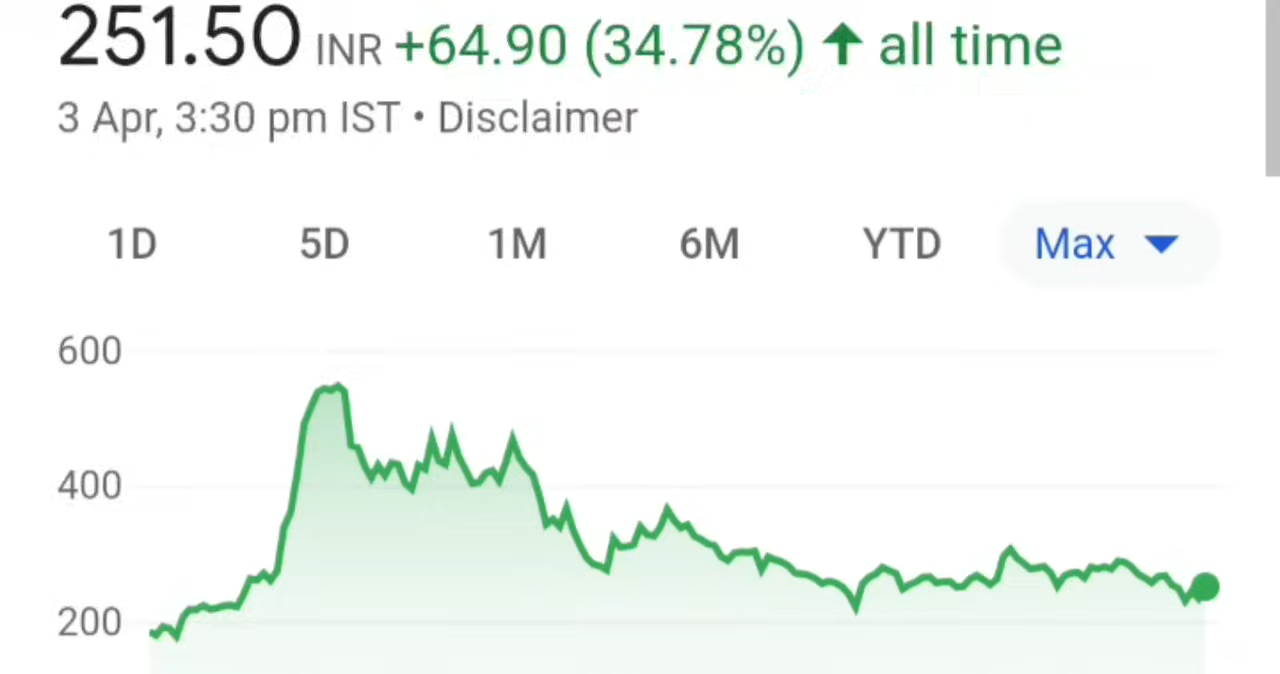 251.50 INR +64.90 (34.78%) ↑ all time
3 Apr, 3:30 pm IST • Disclaimer
1D 5D 1M 6M YTD Max
600
400
200